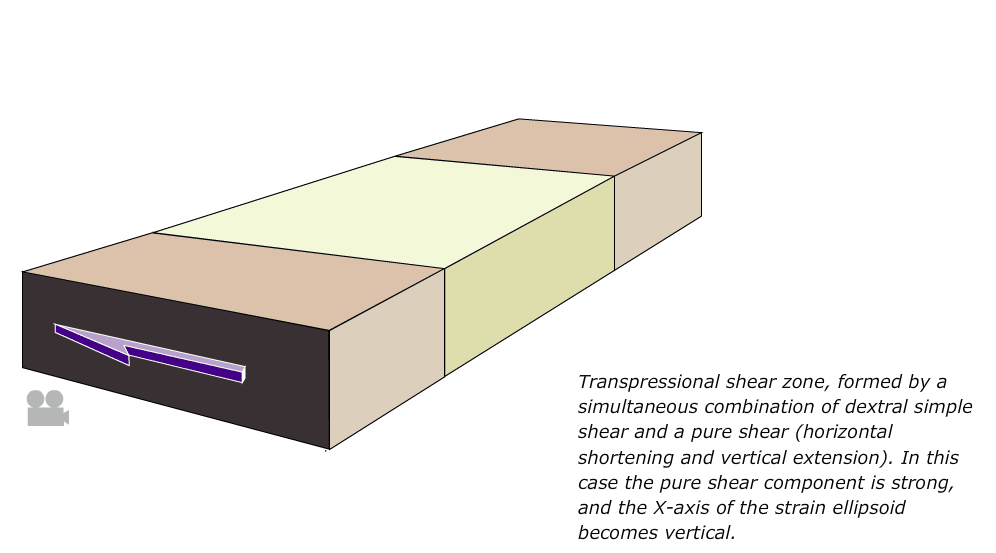 Transpressional shear zone, formed by a
simultaneous combination of dextral simple
shear and a pure shear (horizontal
shortening and vertical extension). In this
case the pure shear component is strong,
and the X-axis of the strain ellipsoid
becomes vertical.